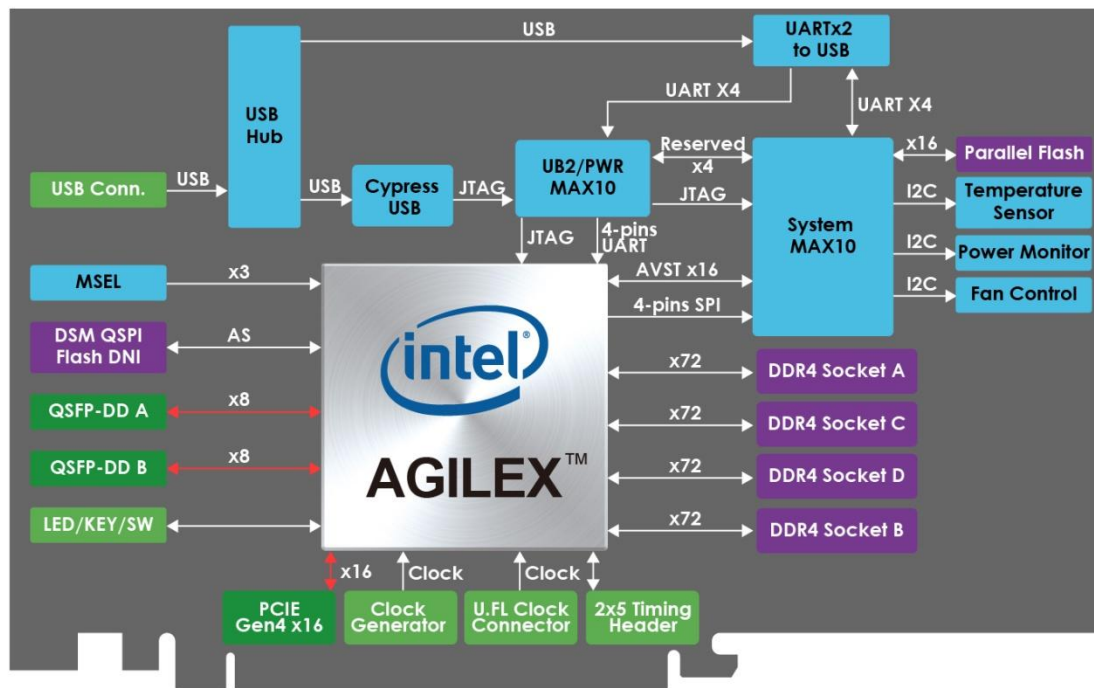 USB
UARTx2
to USB
USB
Hub
UART X4
UART X4
Reserved
x4
x16
Parallel Flash
USB Conn.
USB
USB
Cypress
USB
JTAG
UB2/PWR
MAX10
JTAG
System
MAX10
I2C
Temperature
Sensor
JTAG
4-pins
UART
I2C
Power Monitor
MSEL
x3
AVST x16
I2C
Fan Control
4-pins SPI
DSM QSPI
Flash DNI
AS
intel®
x72
DDR4 Socket A
QSFP-DD A
x8
x72
DDR4 Socket C
QSFP-DD B
x8
AGILEX™
x72
DDR4 Socket D
LED/KEY/SW
x72
DDR4 Socket B
x16
Clock
Clock
PCIE
Gen4 x16
Clock
Generator
U.FL Clock
Connector
2x5 Timing
Header